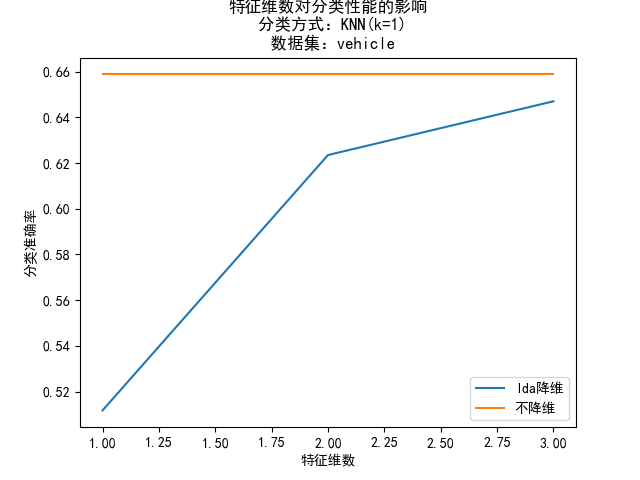 特征维数对分类性能的影响
分类方式：KNN(k=1)
数据集：vehicle
0.66
0.64
0.62
0.60
0.58
0.56
0.54
0.52
分类准确率
lda降维
不降维
1.00 1.25 1.50 1.75 2.00 2.25 2.50 2.75 3.00
特征维数